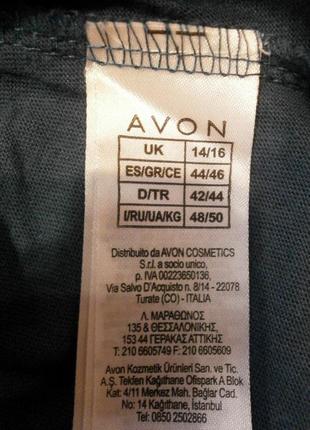 AVON
UK 14/16
ES/GR/CE 44/46
D/TR 42/44
I/RU/UA/KG 48/50
Distribuito da AVON COSMETICS
S.r.l. a socio unico,
p. IVA 00223650136,
Via Salvo D'Acquisto n. 8/14 - 22078
Turate (CO) - ITALIA
Λ. ΜΑΡΑΘΩΝΟΣ
135 & ΘΕΣΣΑΛΟΝΙΚΗΣ,
153 44 ΓΕΡΑΚΑΣ ΑΤΤΙΚΗΣ
T: 210 6605749 F: 210 6605609
Avon Kozmetik Ürünleri San. ve Tic.
A.Ş. Tekfen Kağıthane Ofispark A Blok
Kat: 4/11 Merkez Mah. Bağlar Cad.
No: 14 Kağıthane, İstanbul
Tel: 0850 2502866